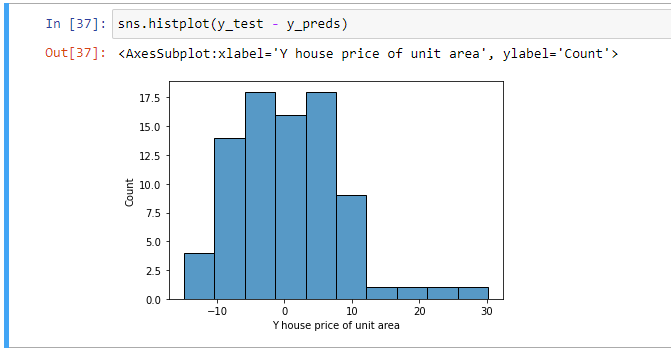 In [37]: sns.histplot(y_test - y_preds)
Out[37]: <AxesSubplot:xlabel='Y house price of unit area', ylabel='Count'>
17.5
15.0
12.5
10.0
7.5
5.0
2.5
0.0
Count
−10 0 10 20 30
Y house price of unit area